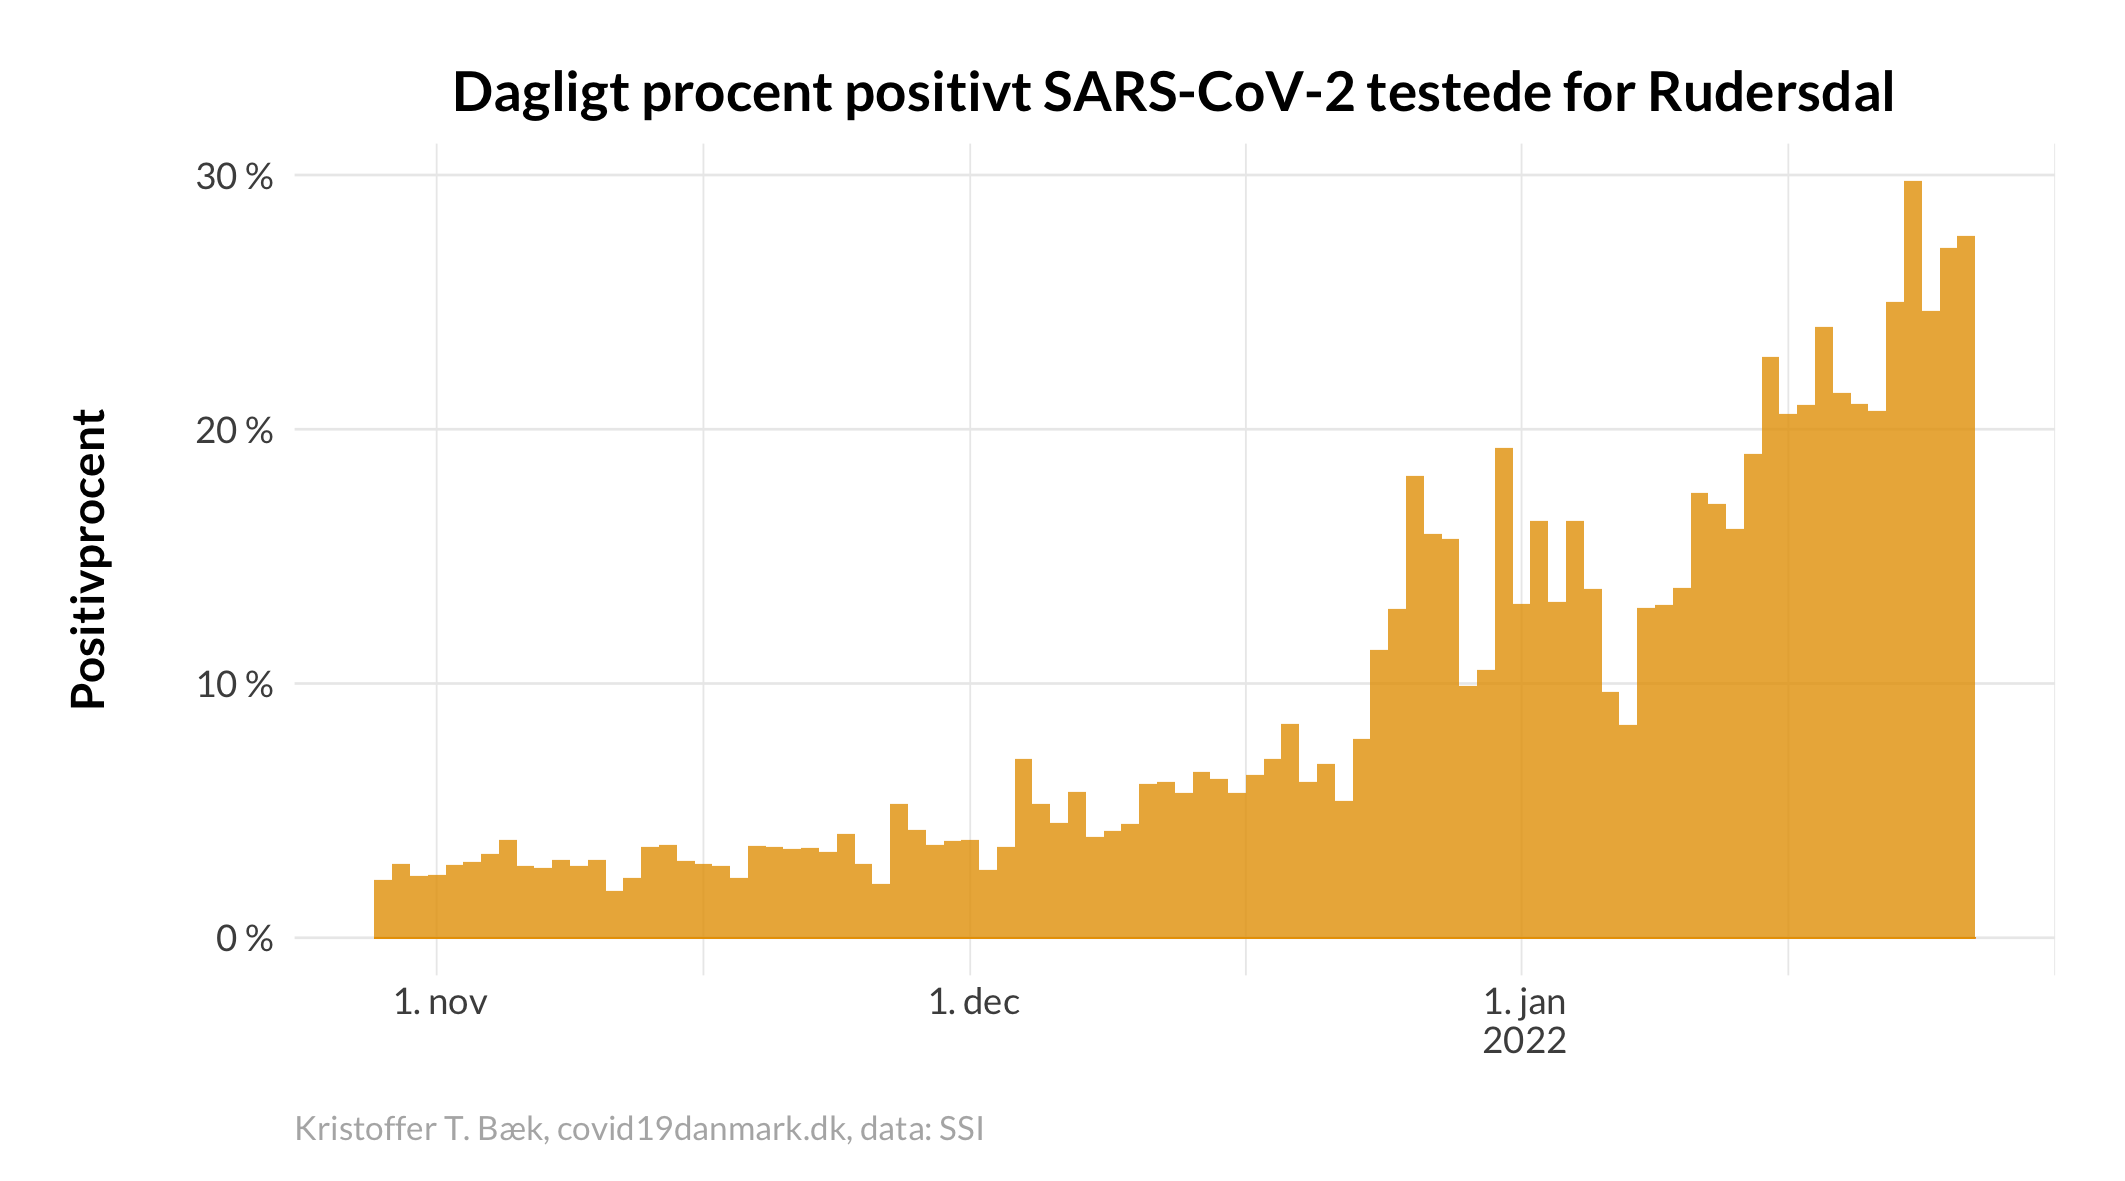 Dagligt procent positivt SARS-CoV-2 testede for Rudersdal
Positivprocent
30 %
20 %
10 %
0 %
1. nov
1. dec
1. jan
2022
Kristoffer T. Bæk, covid19danmark.dk, data: SSI